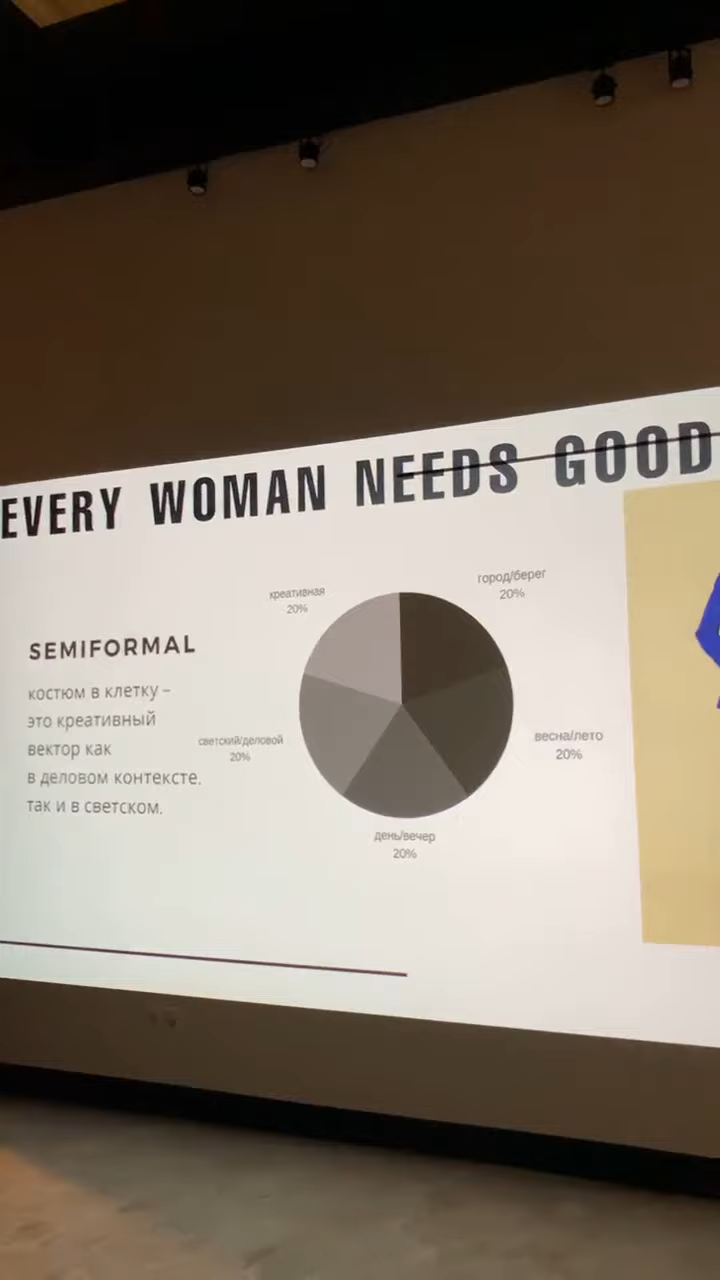 EVERY WOMAN NEEDS GOOD
креативная
20%
город/берег
20%
SEMIFORMAL
костюм в клетку –
это креативный
вектор как
в деловом контексте.
так и в светском.
светский/деловой
20%
весна/лето
20%
день/вечер
20%